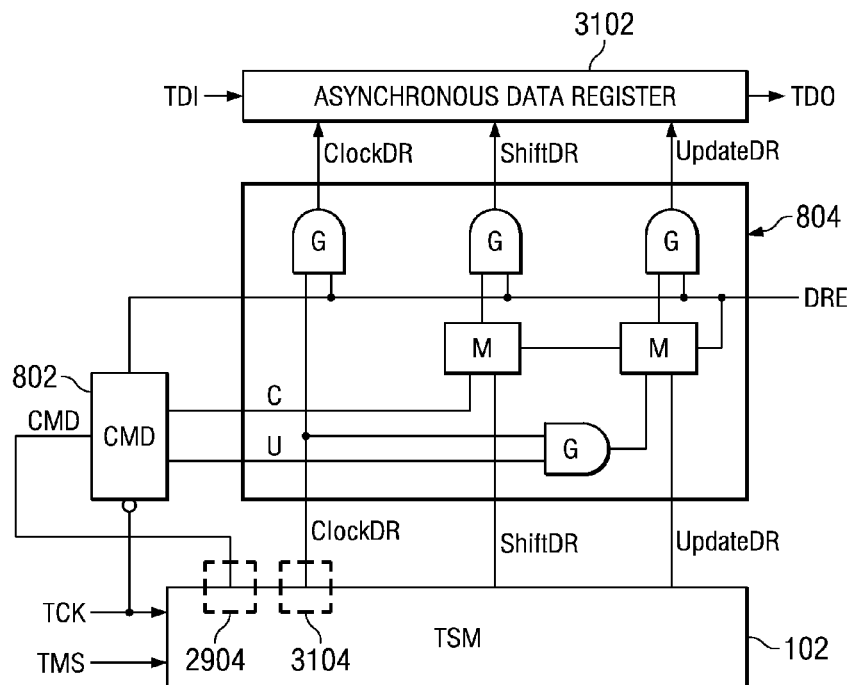 3102
TDI
ASYNCHRONOUS DATA REGISTER
TDO
ClockDR
ShiftDR
UpdateDR
G
G
G
804
DRE
M
M
802
CMD
CMD
C
U
G
ClockDR
ShiftDR
UpdateDR
TCK
TMS
2904
3104
TSM
102